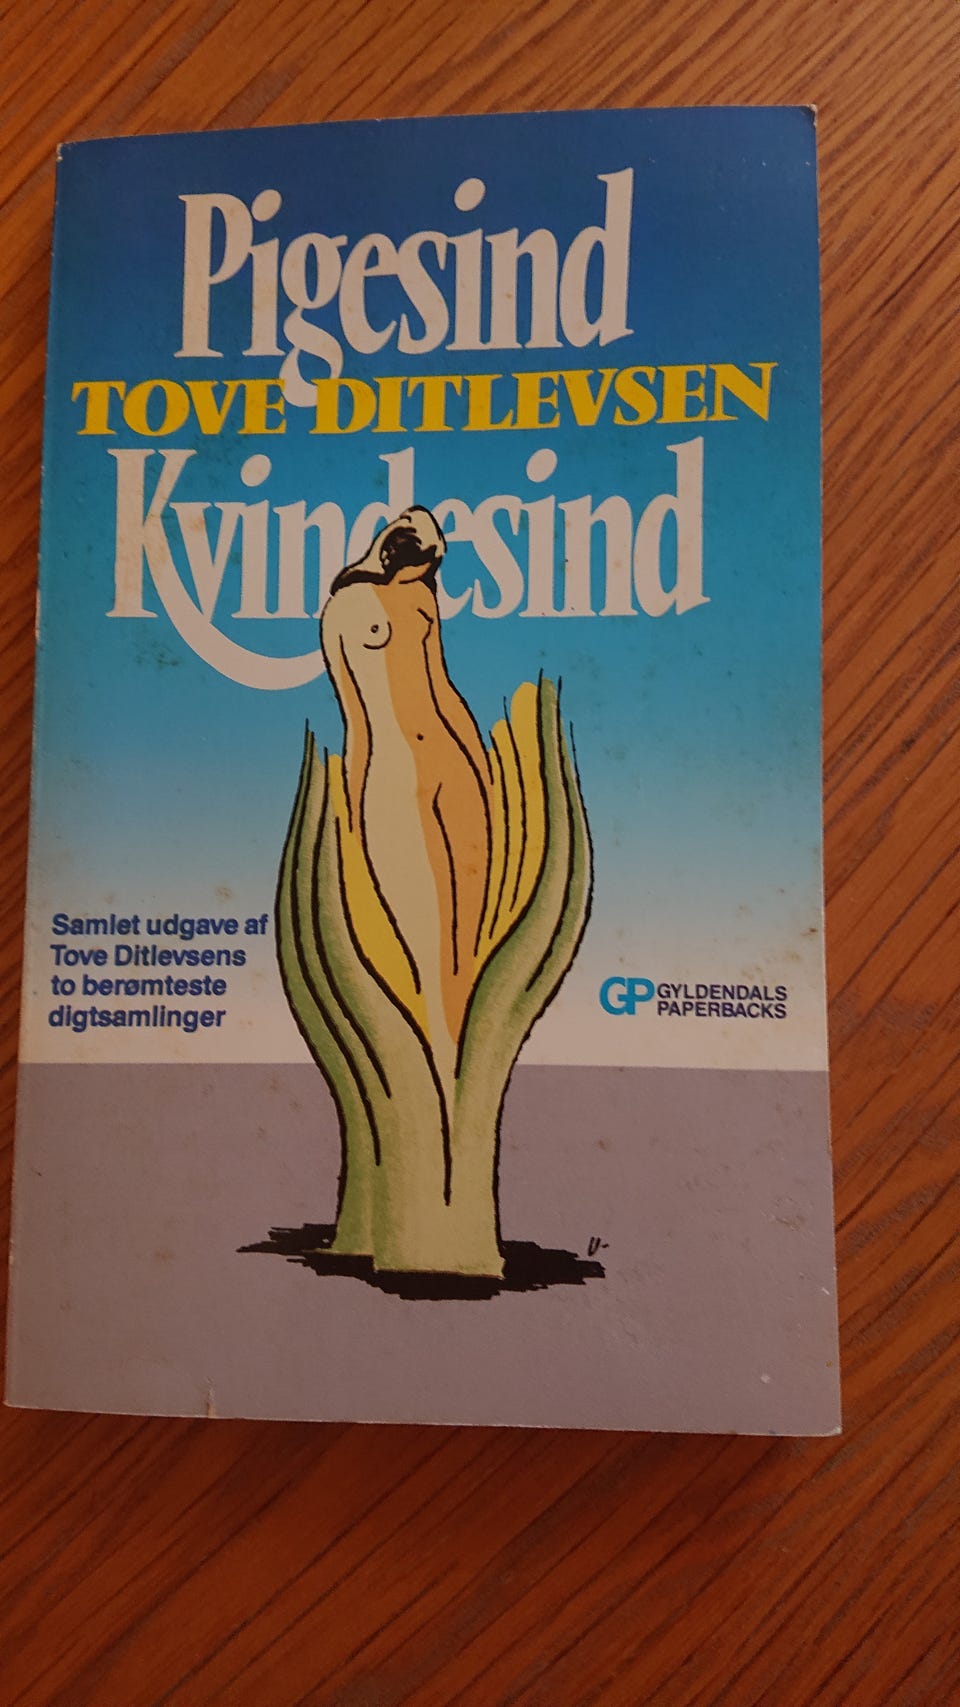 Pigesind
TOVE DITLEVSEN
Kvindesind
Samlet udgave af
Tove Ditlevsens
to berømteste
digtsamlinger
GP GYLDENDALS
PAPERBACKS